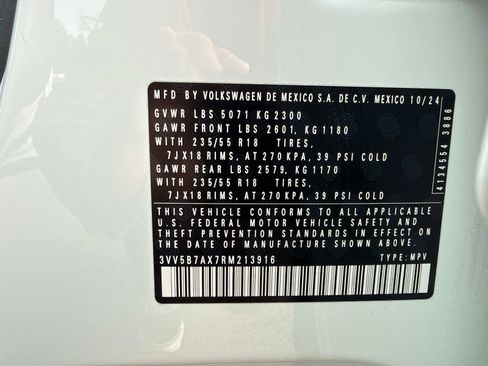 MFD BY VOLKSWAGEN DE MEXICO S.A. DE C.V. MEXICO 10/24
GVWR LBS 5071 KG 2300
GAWR FRONT LBS 2601, KG 1180
WITH 235/55 R18 TIRES,
7JX18 RIMS, AT 270 KPA, 39 PSI COLD
GAWR REAR LBS 2579, KG 1170
WITH 235/55 R18 TIRES,
7JX18 RIMS, AT 270 KPA, 39 PSI COLD
THIS VEHICLE CONFORMS TO ALL APPLICABLE
U.S. FEDERAL MOTOR VEHICLE SAFETY AND
THEFT PREVENTION STANDARDS IN EFFECT ON THE
DATE OF MANUFACTURE SHOWN ABOVE.
3VV5B7AX7RM213916 TYPE: MPV
4134554 3886